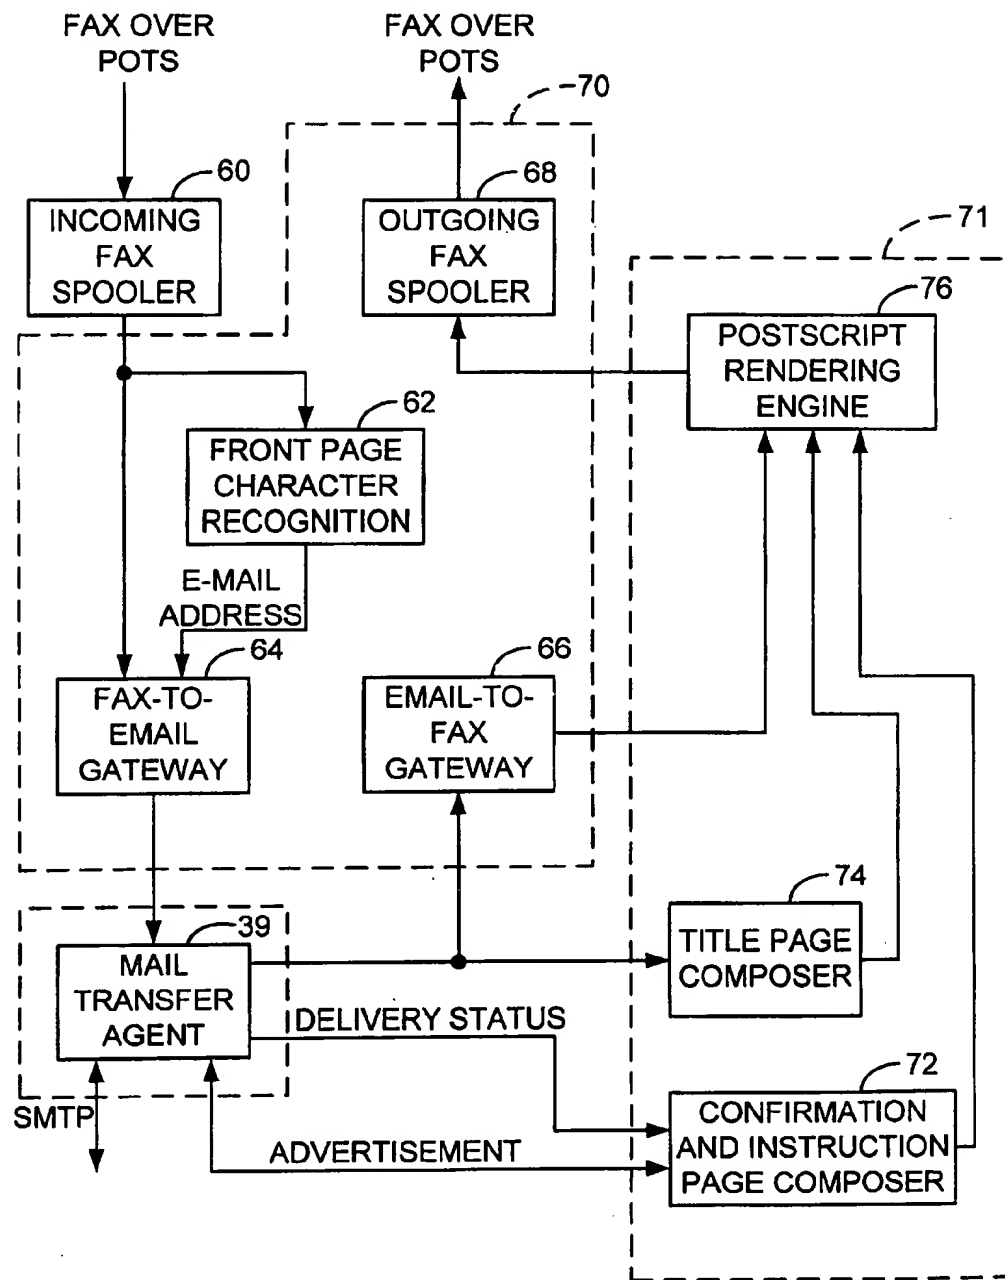 FAX OVER
POTS
FAX OVER
POTS
70
60
INCOMING
FAX
SPOOLER
68
OUTGOING
FAX
SPOOLER
71
76
POSTSCRIPT
RENDERING
ENGINE
62
FRONT PAGE
CHARACTER
RECOGNITION
E-MAIL
ADDRESS
64
FAX-TO-
EMAIL
GATEWAY
66
EMAIL-TO-
FAX
GATEWAY
74
TITLE PAGE
COMPOSER
39
MAIL
TRANSFER
AGENT
DELIVERY STATUS
72
CONFIRMATION
AND INSTRUCTION
PAGE COMPOSER
SMTP
ADVERTISEMENT